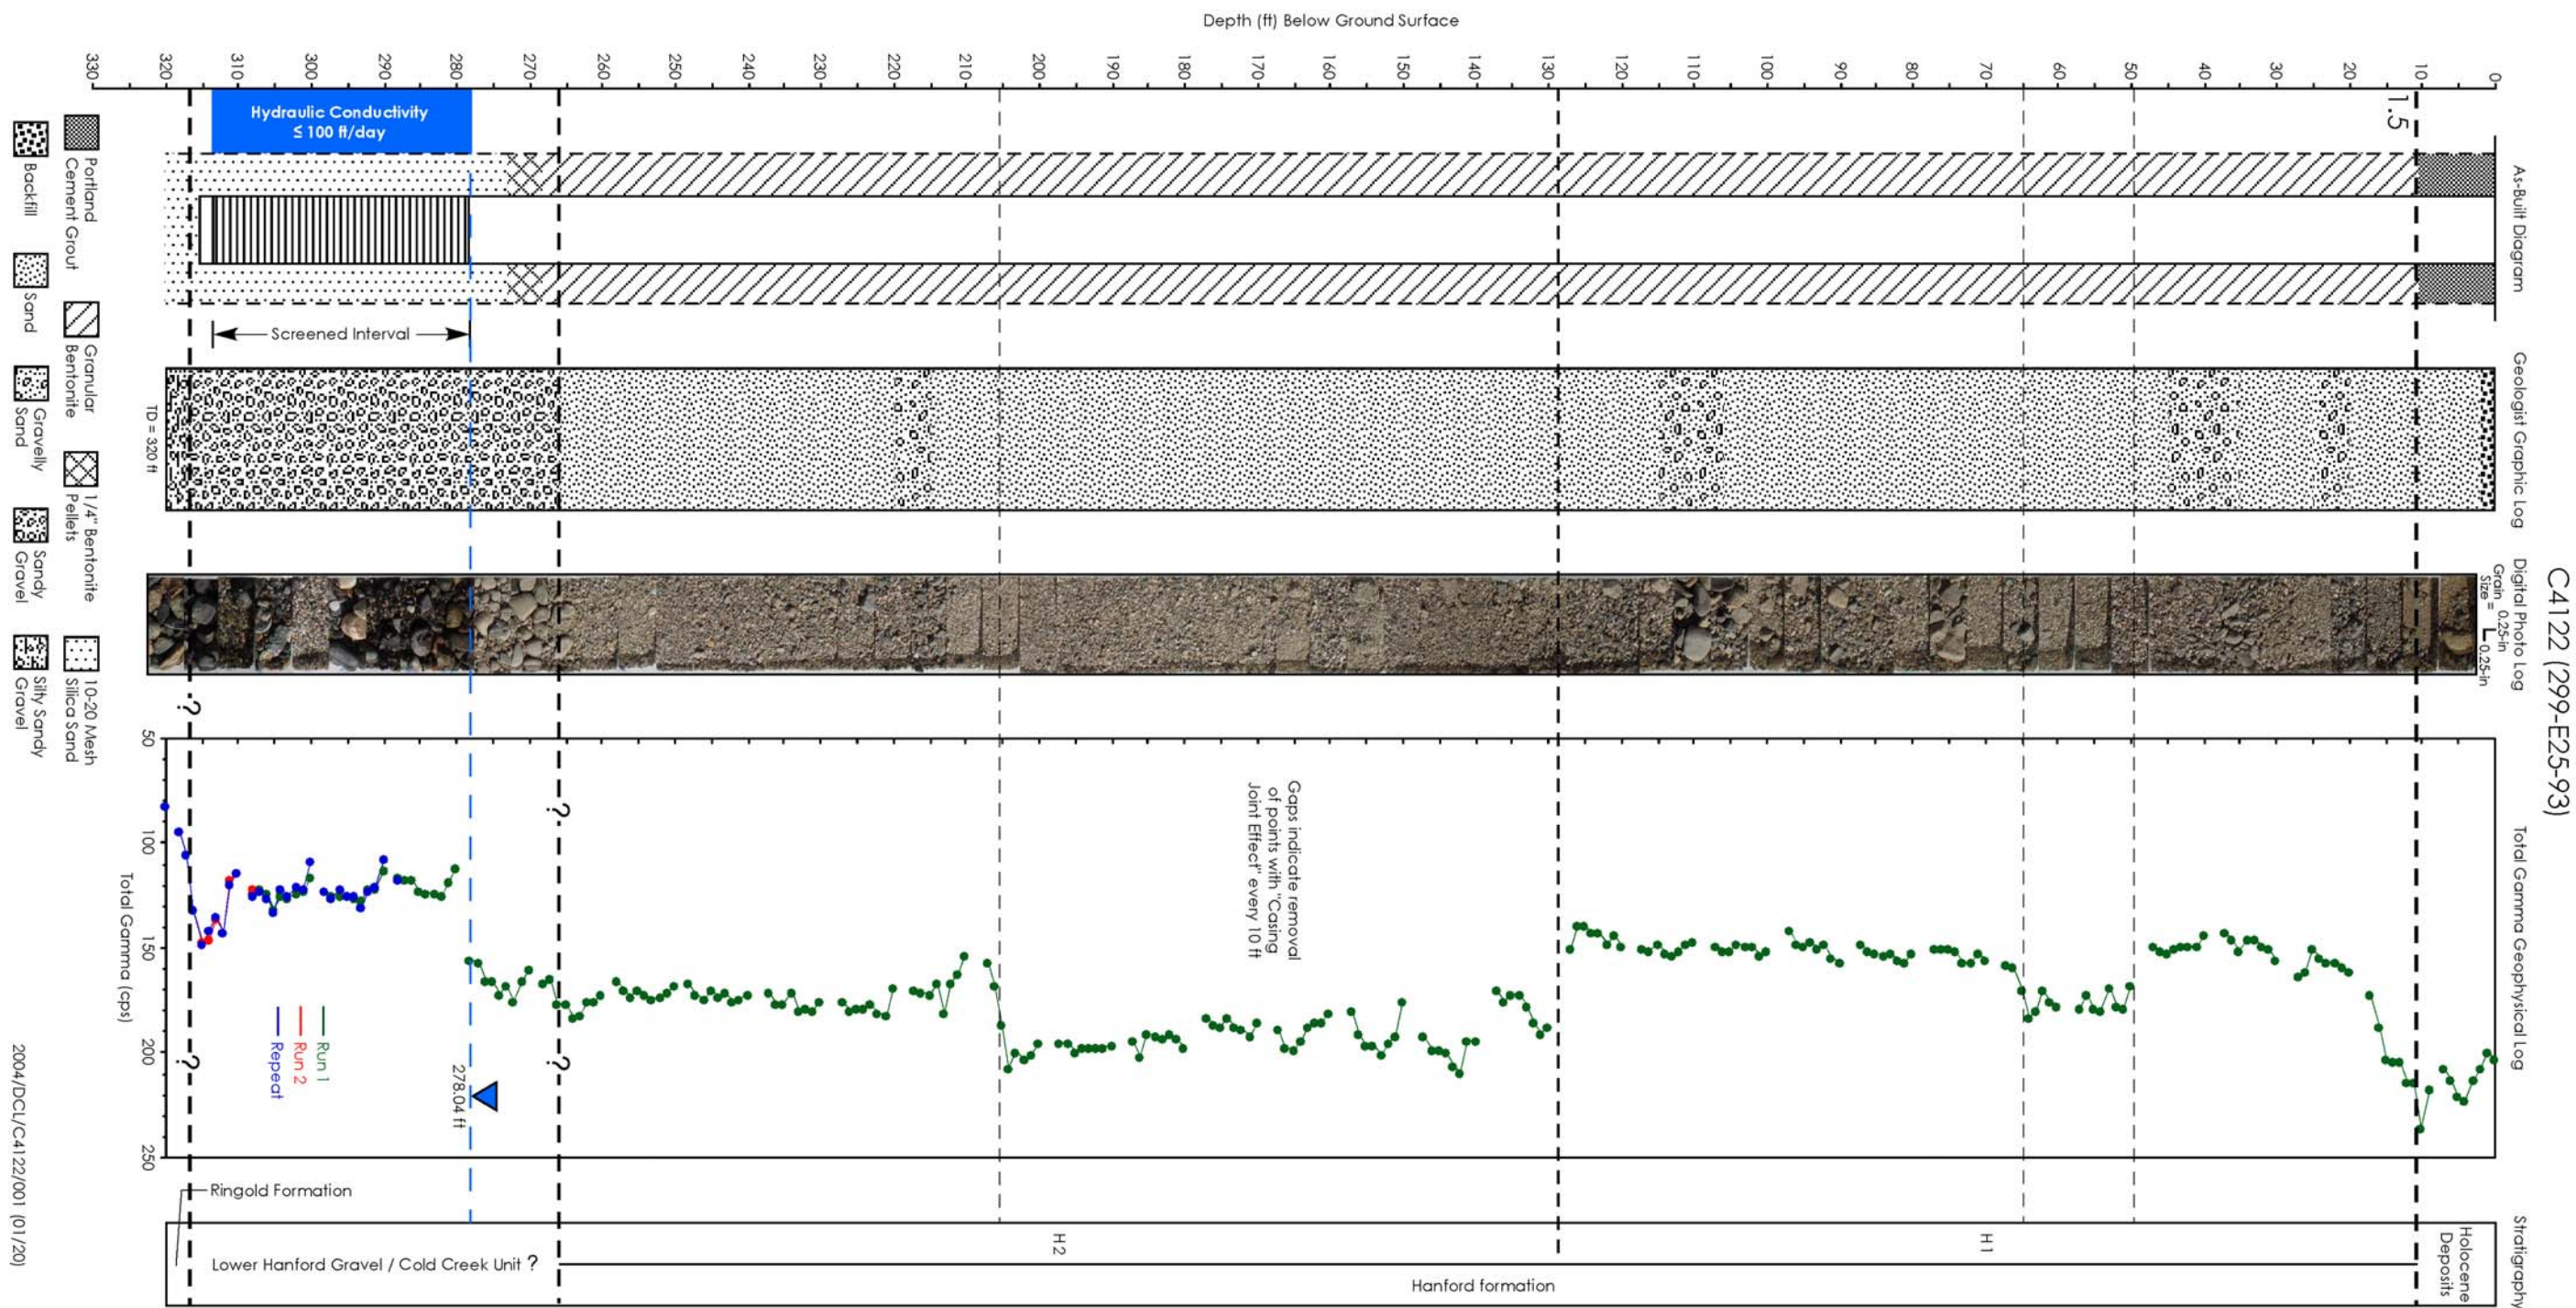 C4122 (299-E25-93)
Depth (ft) Below Ground Surface
0
10
20
30
40
50
60
70
80
90
100
110
120
130
140
150
160
170
180
190
200
210
220
230
240
250
260
270
280
290
300
310
320
330
1.5
As-Built Diagram
Hydraulic Conductivity
≤ 100 ft/day
Screened Interval
Geologist Graphic Log
TD = 320 ft
Digital Photo Log
Grain
Size =
0.25-in
0.25-in
Total Gamma Geophysical Log
50
100
150
200
250
Total Gamma (cps)
Gaps indicate removal
of points with "Casing
Joint Effect" every 10 ft
?
?
?
?
Run 1
Run 2
Repeat
278.04 ft
Stratigraphy
Holocene
Deposits
H1
H2
Hanford formation
Lower Hanford Gravel / Cold Creek Unit ?
Ringold Formation
Portland
Cement Grout
Granular
Bentonite
1/4" Bentonite
Pellets
10-20 Mesh
Silica Sand
Backfill
Sand
Gravelly
Sand
Sandy
Gravel
Silty Sandy
Gravel
2004/DCL/C4122/001 (01/20)